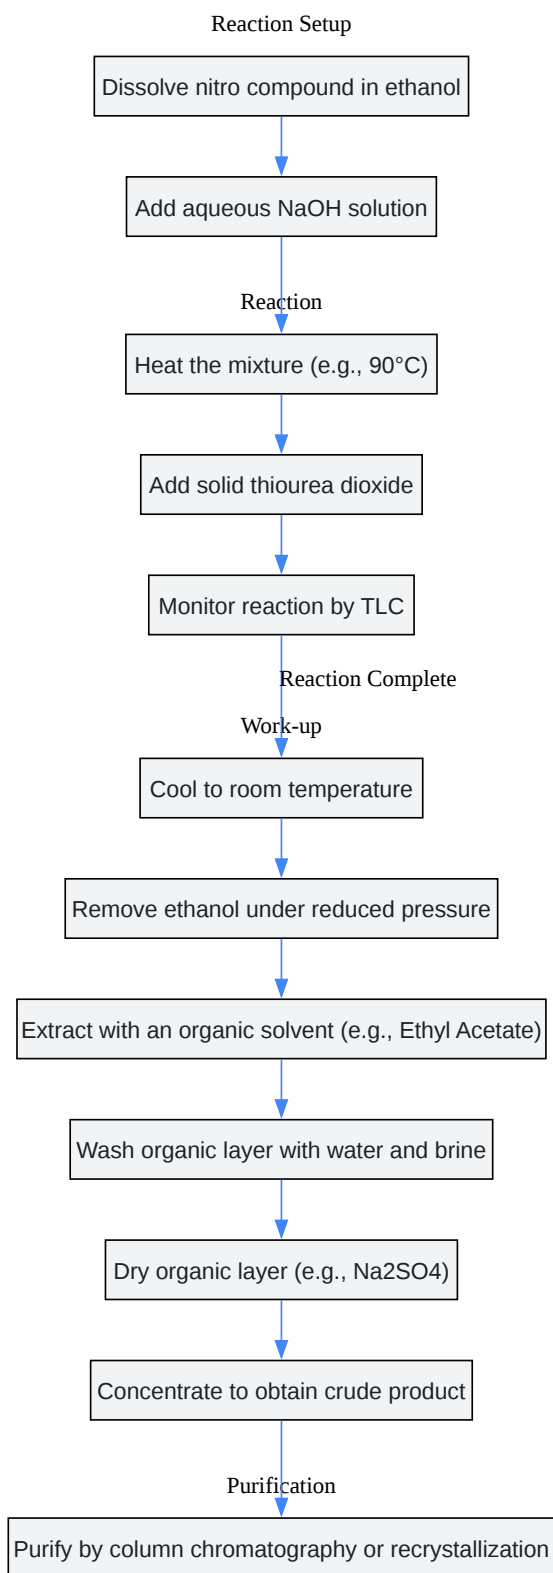 Reaction Setup
Dissolve nitro compound in ethanol
Add aqueous NaOH solution
Reaction
Heat the mixture (e.g., 90°C)
Add solid thiourea dioxide
Monitor reaction by TLC
Reaction Complete
Work-up
Cool to room temperature
Remove ethanol under reduced pressure
Extract with an organic solvent (e.g., Ethyl Acetate)
Wash organic layer with water and brine
Dry organic layer (e.g., Na2SO4)
Concentrate to obtain crude product
Purification
Purify by column chromatography or recrystallization